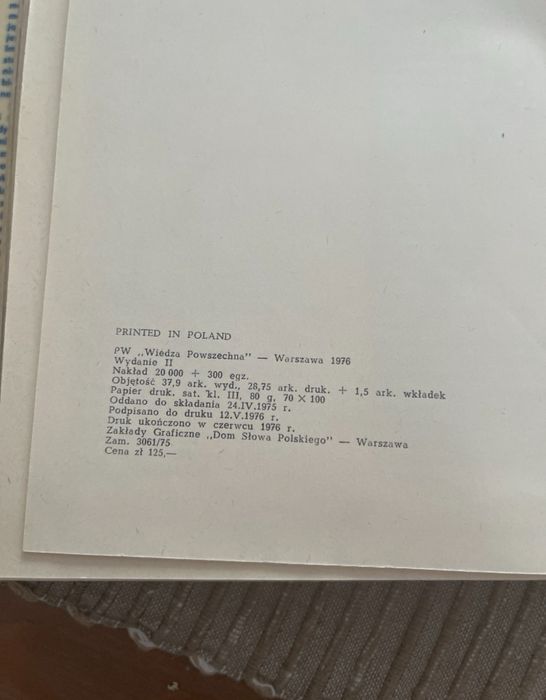 PRINTED IN POLAND
PW „Wiedza Powszechna” — Warszawa 1976
Wydanie II
Nakład 20 000 + 300 egz.
Objętość 37,9 ark. wyd., 28,75 ark. druk. + 1,5 ark. wkładek
Papier druk. sat. kl. III, 80 g. 70 × 100
Oddano do składania 24.IV.1975 r.
Podpisano do druku 12.V.1976 r.
Druk ukończono w czerwcu 1976 r.
Zakłady Graficzne „Dom Słowa Polskiego” — Warszawa
Zam. 3061/75
Cena zł 125,—